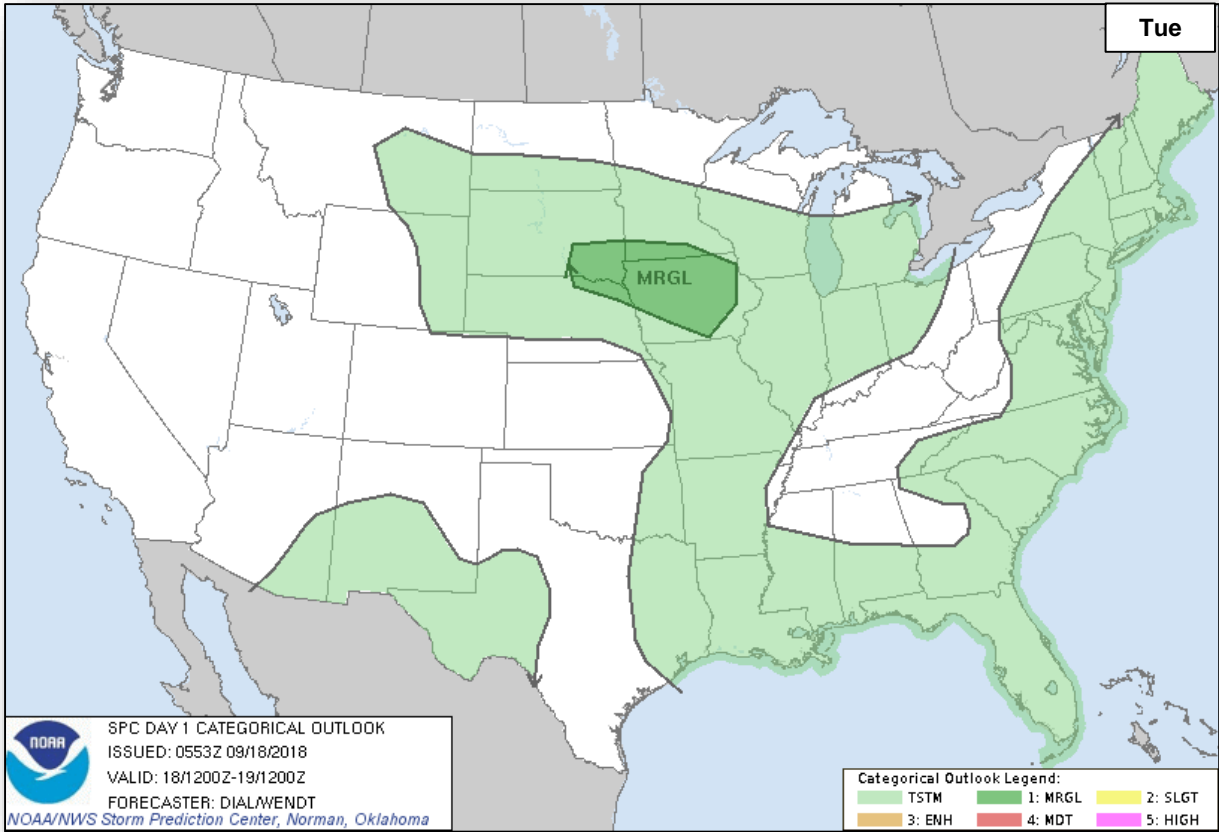 Tue
MRGL
SPC DAY 1 CATEGORICAL OUTLOOK
ISSUED: 0553Z 09/18/2018
VALID: 18/1200Z-19/1200Z
FORECASTER: DIAL/WENDT
NOAA/NWS Storm Prediction Center, Norman, Oklahoma
NOAA
Categorical Outlook Legend:
TSTM 1: MRGL 2: SLGT
3: ENH 4: MDT 5: HIGH